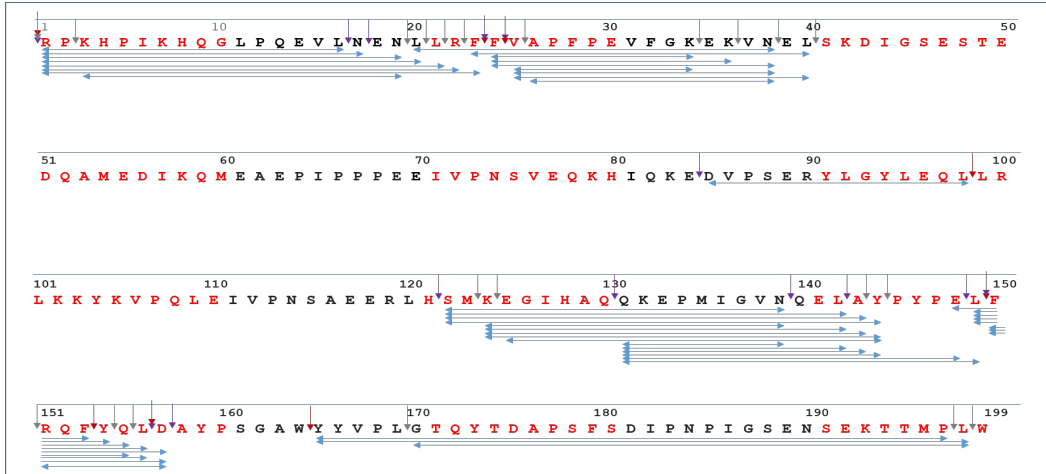 1 10 20 30 40 50
R P K H P I K H Q G L P Q E V L N E N L L R F F V A P F P E V F G K E K V N E L S K D I G S E S T E
51 60 70 80 90 100
D Q A M E D I K Q M E A E P I P P P E E I V P N S V E Q K H I Q K E D V P S E R Y L G Y L E Q L L R
101 110 120 130 140 150
L K K Y K V P Q L E I V P N S A E E R L H S M K E G I H A Q Q K E P M I G V N Q E L A Y P Y P E L F
151 160 170 180 190 199
R Q F Y Q L D A Y P S G A W Y Y V P L G T Q Y T D A P S F S D I P N P I G S E N S E K T T M P L W